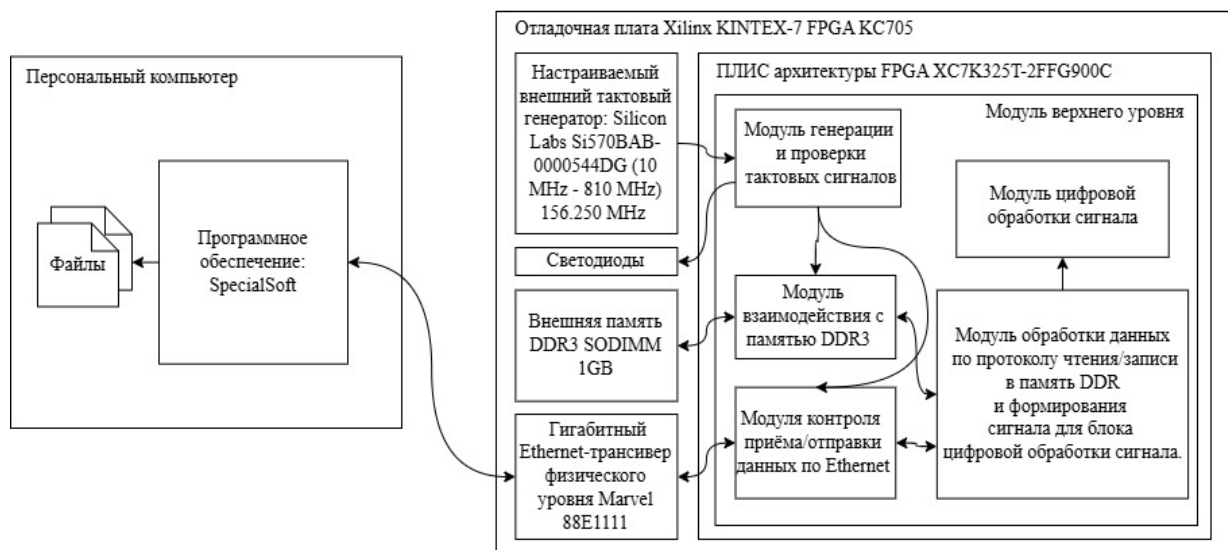 Отладочная плата Xilinx KINTEX-7 FPGA KC705
Персональный компьютер
Файлы
Программное
обеспечение:
SpecialSoft
Настраиваемый
внешний тактовый
генератор: Silicon
Labs Si570BAB-
0000544DG (10
MHz - 810 MHz)
156.250 MHz
Светодиоды
Внешняя память
DDR3 SODIMM
1GB
Гигабитный
Ethernet-трансивер
физического
уровня Marvel
88E1111
ПЛИС архитектуры FPGA XC7K325T-2FFG900C
Модуль верхнего уровня
Модуль генерации
и проверки
тактовых сигналов
Модуль цифровой
обработки сигнала
Модуль
взаимодействия с
памятью DDR3
Модуля контроля
приёма/отправки
данных по Ethernet
Модуль обработки данных
по протоколу чтения/записи
в память DDR
и формирования
сигнала для блока
цифровой обработки сигнала.